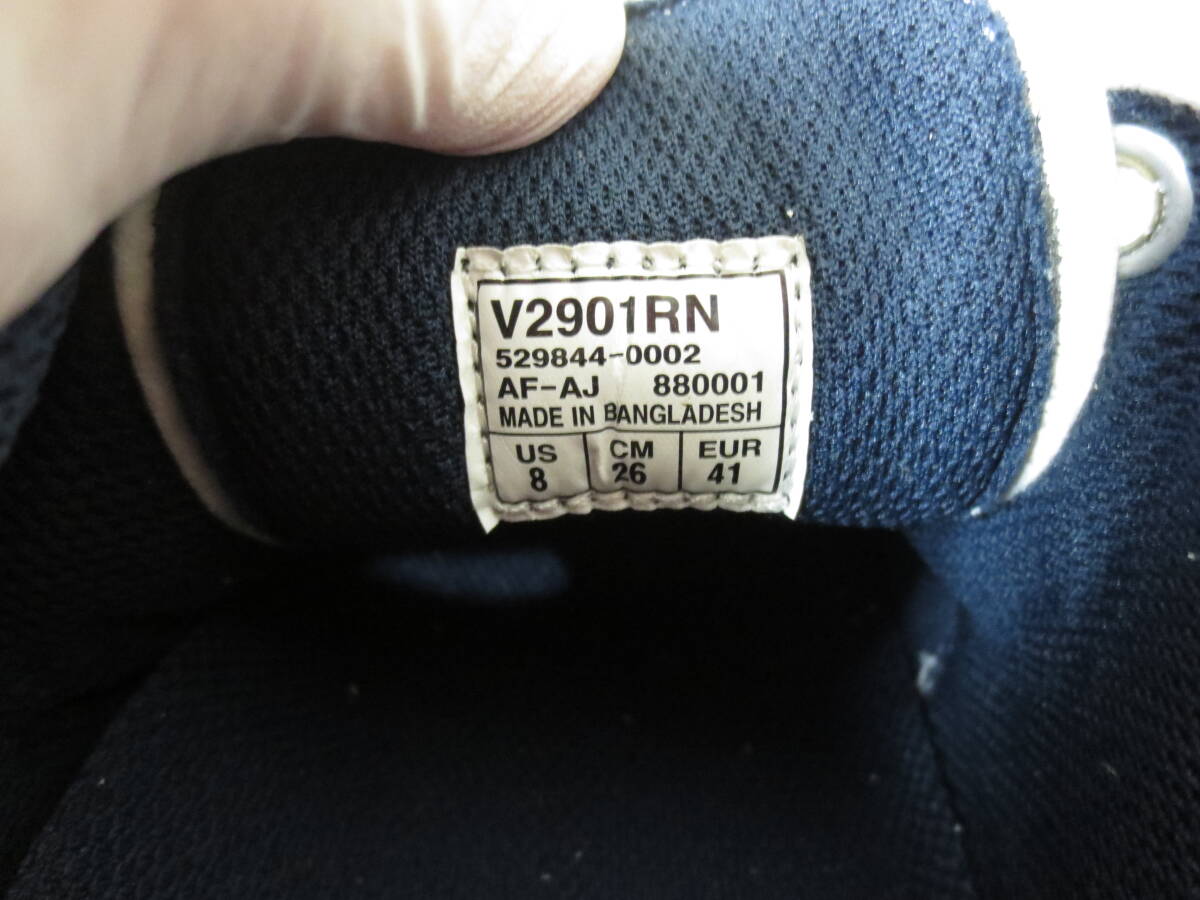 V2901RN
529844-0002
AF-AJ 880001
MADE IN BANGLADESH
US CM EUR
8 26 41